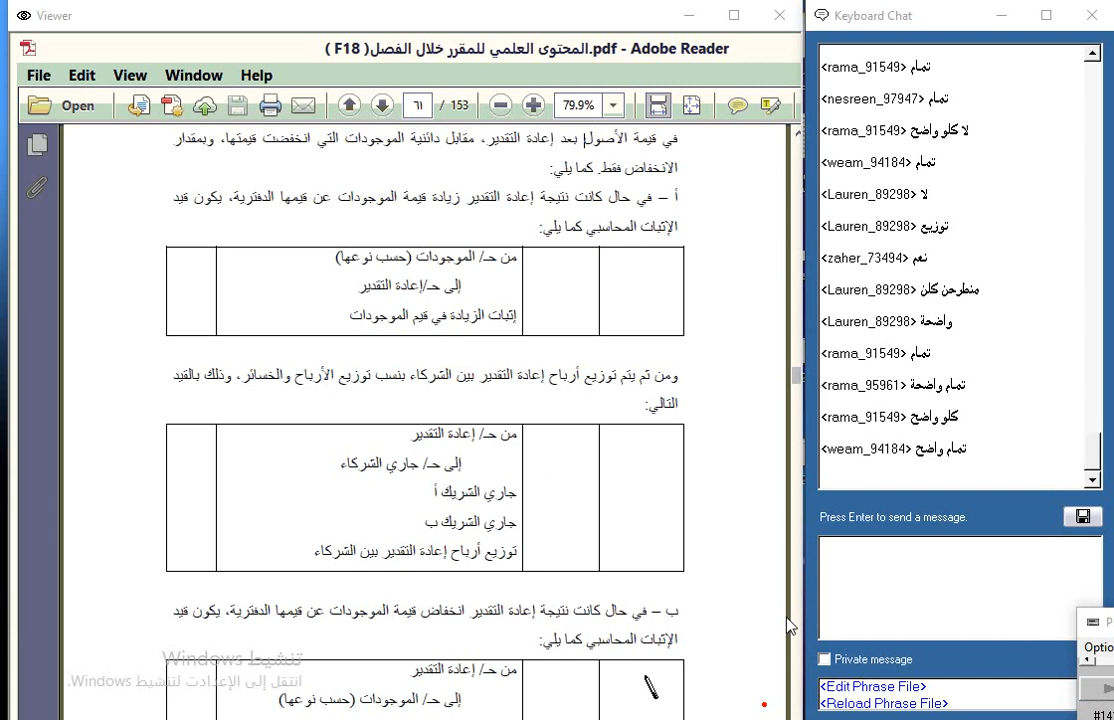 Viewer
المحتوى العلمي للمقرر خلال الفصل( F18 ).pdf - Adobe Reader
File Edit View Window Help
Open ٦١ / 153 79.9%
في قيمة الأصول بعد إعادة التقدير، مقابل دائنية الموجودات التي انخفضت قيمتها، وبمقدار
الانخفاض فقط. كما يلي:
أ – في حال كانت نتيجة إعادة التقدير زيادة قيمة الموجودات عن قيمها الدفترية، يكون قيد
الإثبات المحاسبي كما يلي:
من حـ/ الموجودات (حسب نوعها)
إلى حـ/إعادة التقدير
إثبات الزيادة في قيم الموجودات
ومن ثم يتم توزيع أرباح إعادة التقدير بين الشركاء بنسب توزيع الأرباح والخسائر، وذلك بالقيد
التالي:
من حـ/ إعادة التقدير
إلى حـ/ جاري الشركاء
جاري الشريك أ
جاري الشريك ب
توزيع أرباح إعادة التقدير بين الشركاء
ب – في حال كانت نتيجة إعادة التقدير انخفاض قيمة الموجودات عن قيمها الدفترية، يكون قيد
الإثبات المحاسبي كما يلي:
من حـ/ إعادة التقدير
إلى حـ/ الموجودات (حسب نوعها)
تنشيط Windows
انتقل إلى الإعدادات لتنشيط Windows.
Keyboard Chat
<rama_91549> تمام
<nesreen_97947> تمام
<rama_91549> لا كلو واضح
<weam_94184> تمام
<Lauren_89298> لا
<Lauren_89298> توزيع
<zaher_73494> نعم
<Lauren_89298> منطرحن كلن
<Lauren_89298> واضحة
<rama_91549> تمام
<rama_95961> تمام واضحة
<rama_91549> كلو واضح
<weam_94184> تمام واضح
Press Enter to send a message.
Private message
<Edit Phrase File>
<Reload Phrase File>
Optio
#14